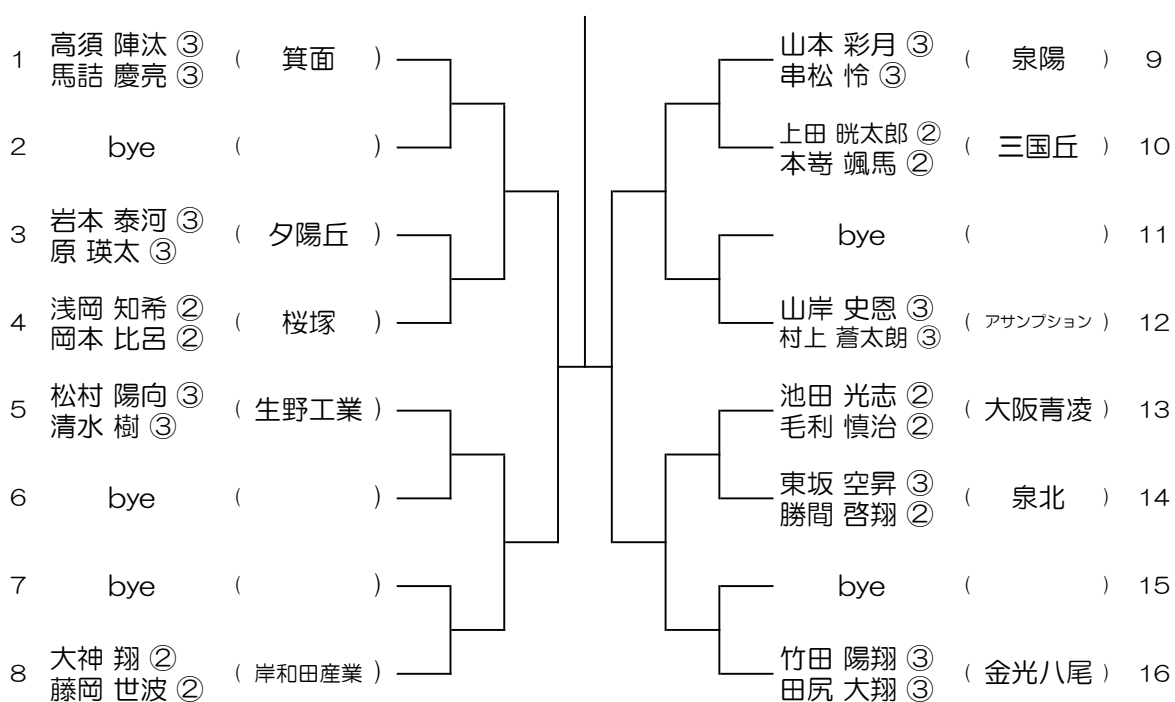 1 高須 陣汰 ③ ( 箕面 )
馬詰 慶亮 ③
2 bye ( )
3 岩本 泰河 ③ ( 夕陽丘 )
原 瑛太 ③
4 浅岡 知希 ② ( 桜塚 )
岡本 比呂 ②
5 松村 陽向 ③ ( 生野工業 )
清水 樹 ③
6 bye ( )
7 bye ( )
8 大神 翔 ② ( 岸和田産業 )
藤岡 世波 ②
山本 彩月 ③ ( 泉陽 ) 9
串松 怜 ③
上田 晄太郎 ② ( 三国丘 ) 10
本嵜 颯馬 ②
bye ( ) 11
山岸 史恩 ③ ( アサンプション ) 12
村上 蒼太朗 ③
池田 光志 ② ( 大阪青凌 ) 13
毛利 慎治 ②
東坂 空昇 ③ ( 泉北 ) 14
勝間 啓翔 ②
bye ( ) 15
竹田 陽翔 ③ ( 金光八尾 ) 16
田尻 大翔 ③